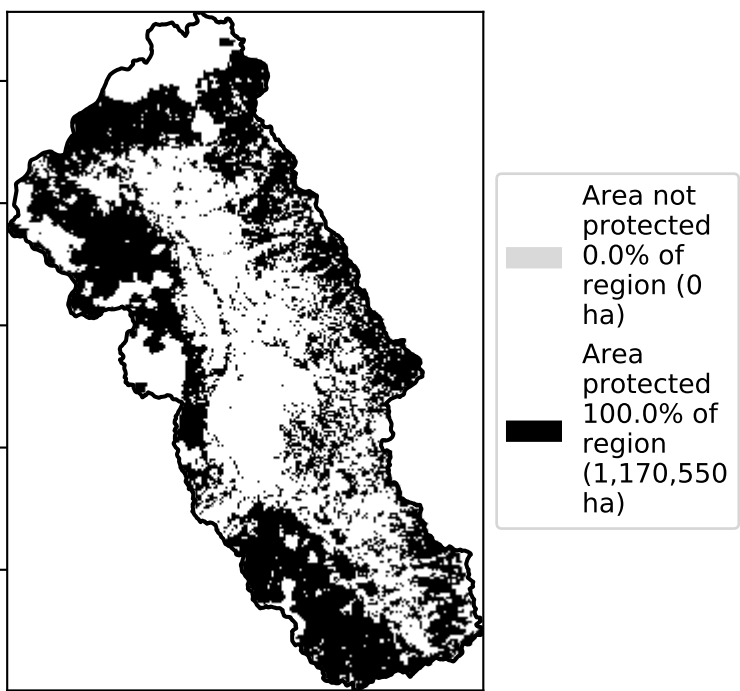 Area not
protected
0.0% of
region (0
ha)
Area
protected
100.0% of
region
(1,170,550
ha)